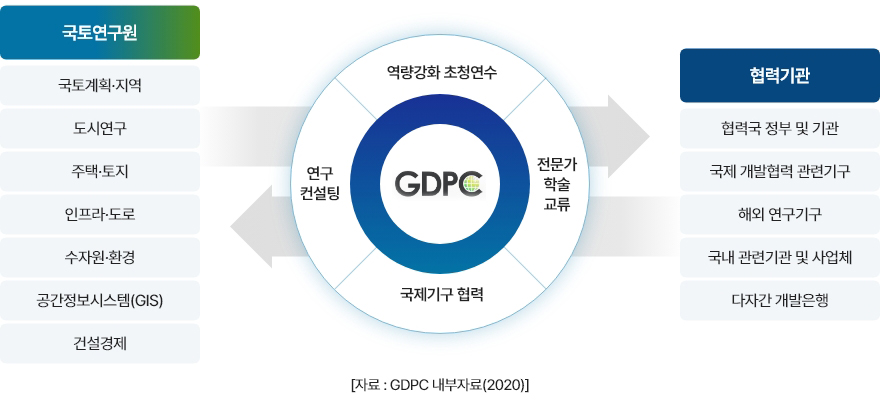 국토연구원
국토계획·지역
도시연구
주택·토지
인프라·도로
수자원·환경
공간정보시스템(GIS)
건설경제
역량강화 초청연수
연구
컨설팅
GDPC
전문가
학술
교류
국제기구 협력
협력기관
협력국 정부 및 기관
국제 개발협력 관련기구
해외 연구기구
국내 관련기관 및 사업체
다자간 개발은행
[자료 : GDPC 내부자료(2020)]